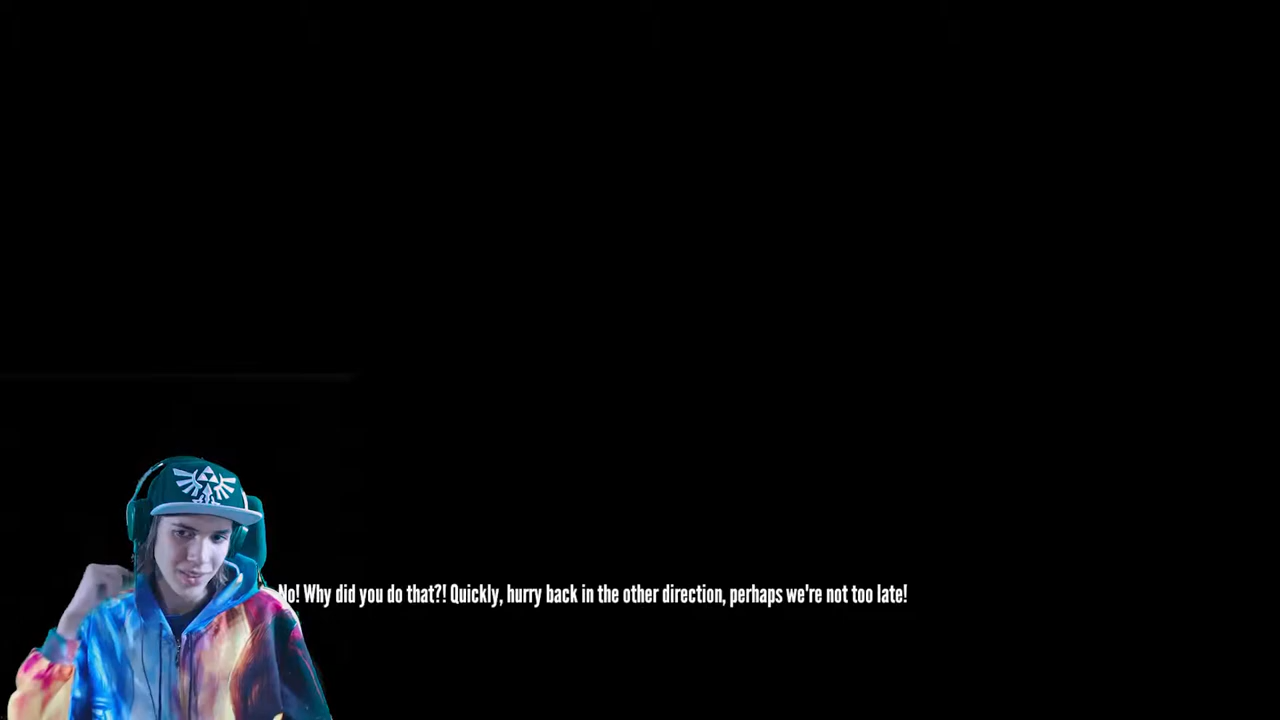 No! Why did you do that?! Quickly, hurry back in the other direction, perhaps we're not too late!